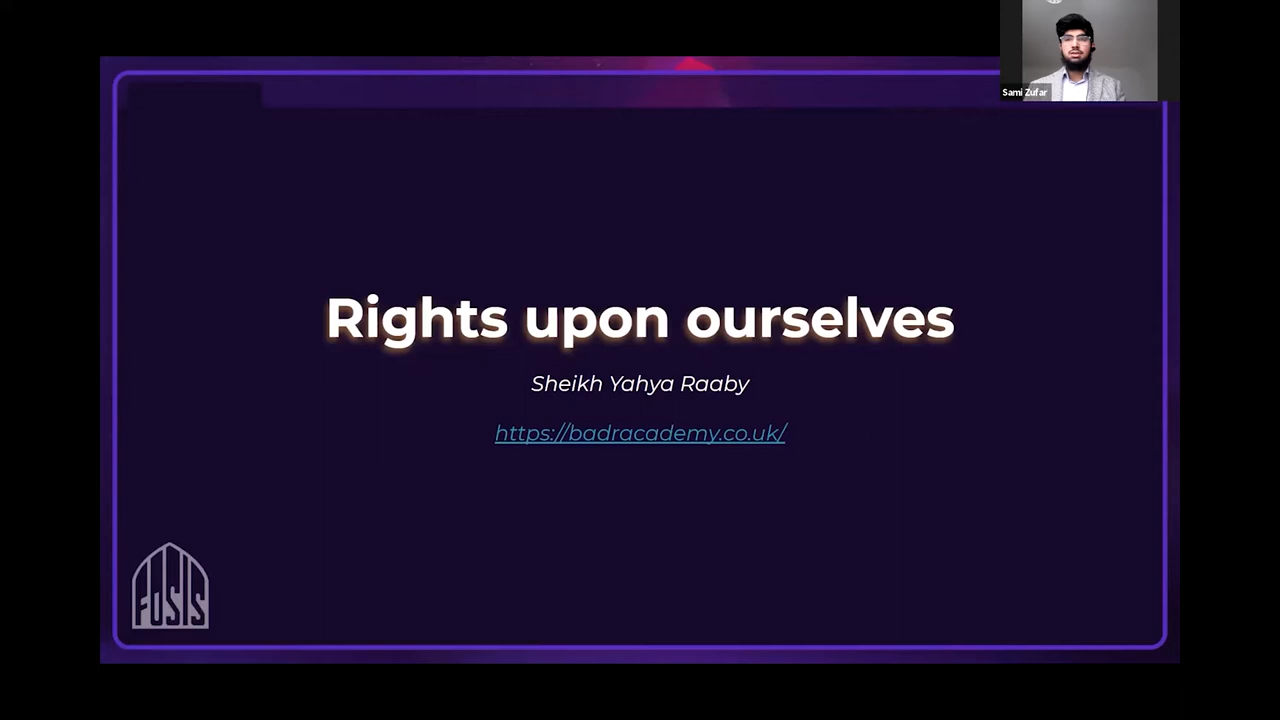 Sami Zufar
Rights upon ourselves
Sheikh Yahya Raaby
https://badracademy.co.uk/
FOSIS